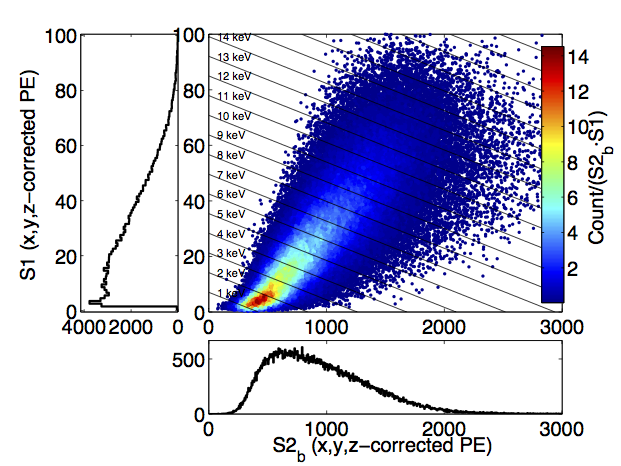 100
80
60
40
20
0
4000 2000 0
S1 (x,y,z−corrected PE)
100
80
60
40
20
0
14 keV
13 keV
12 keV
11 keV
10 keV
9 keV
8 keV
7 keV
6 keV
5 keV
4 keV
3 keV
2 keV
1 keV
0 1000 2000 3000
14
12
10
8
6
4
2
Count/(S2b·S1)
500
0
0 1000 2000 3000
S2b (x,y,z−corrected PE)